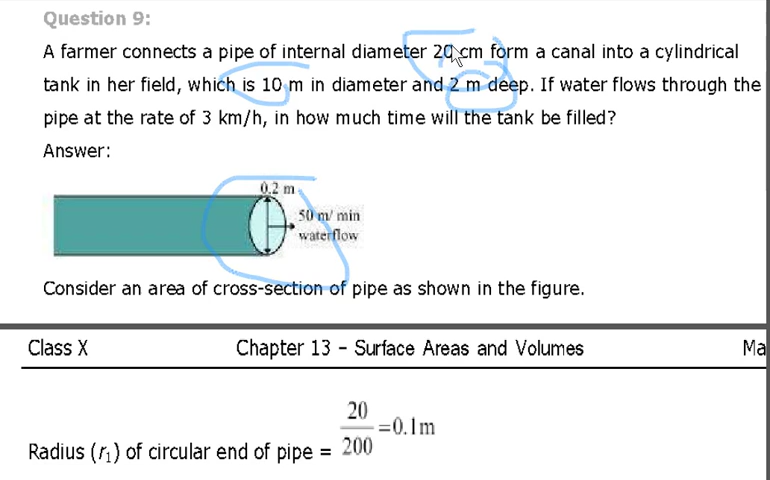 Question 9:
A farmer connects a pipe of internal diameter 20 cm form a canal into a cylindrical
tank in her field, which is 10 m in diameter and 2 m deep. If water flows through the
pipe at the rate of 3 km/h, in how much time will the tank be filled?
Answer:
0.2 m
50 m/ min
waterflow
Consider an area of cross-section of pipe as shown in the figure.
Class X Chapter 13 – Surface Areas and Volumes Ma
Radius (r₁) of circular end of pipe = 20/200 =0.1m